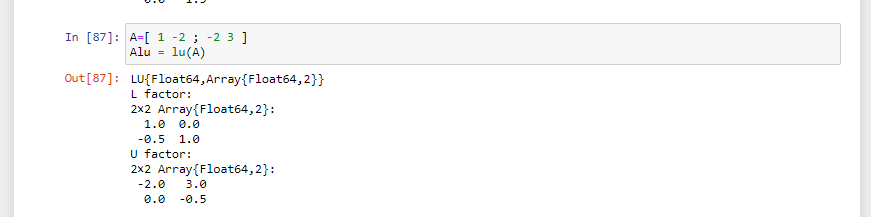 In [87]: A=[ 1 -2 ; -2 3 ]
Alu = lu(A)
Out[87]: LU{Float64,Array{Float64,2}}
L factor:
2×2 Array{Float64,2}:
1.0 0.0
-0.5 1.0
U factor:
2×2 Array{Float64,2}:
-2.0 3.0
0.0 -0.5